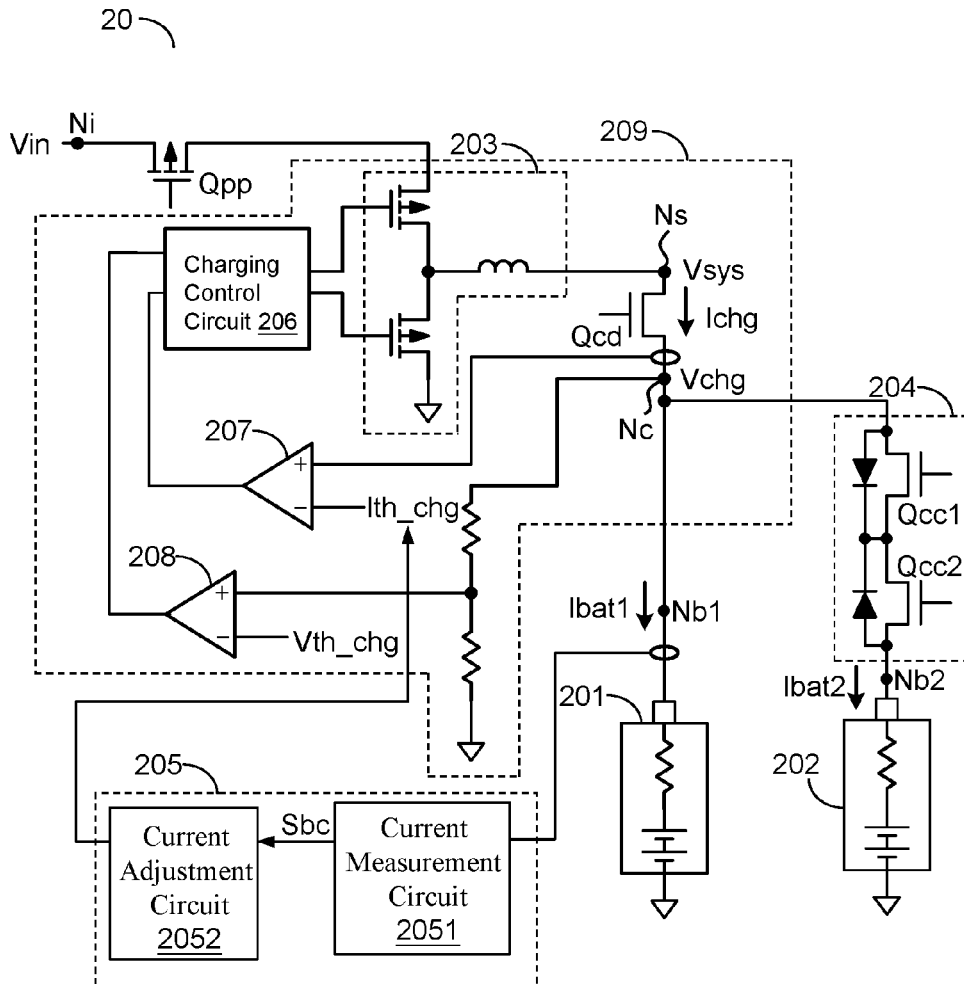 20
Vin
Ni
Qpp
203
209
Charging
Control
Circuit 206
Ns
Vsys
Qcd
Ichg
Vchg
Nc
204
207
+
−
Ith_chg
Qcc1
Qcc2
208
+
−
Vth_chg
Ibat1
Nb1
Ibat2
Nb2
201
202
205
Current
Adjustment
Circuit
2052
Sbc
Current
Measurement
Circuit
2051